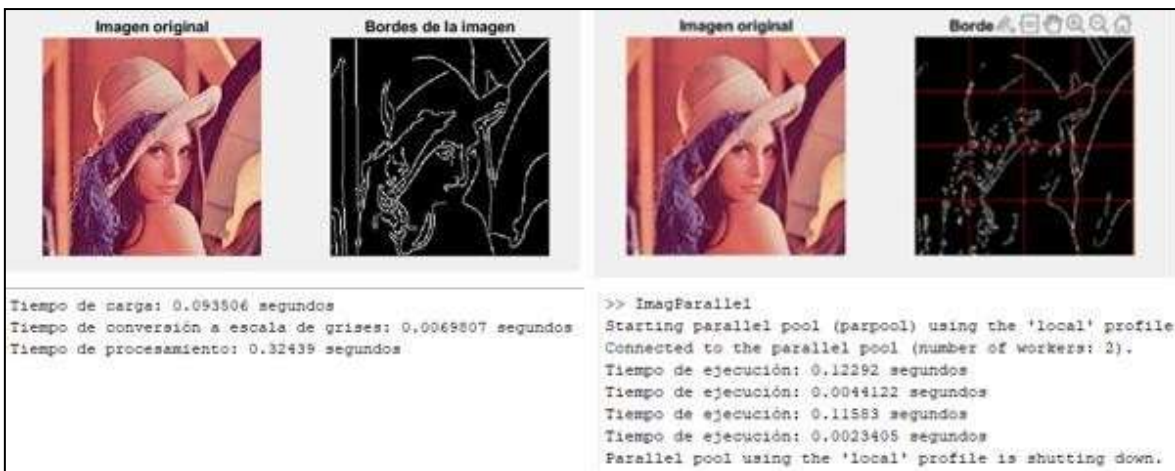 Imagen original
Bordes de la imagen
Tiempo de carga: 0.093506 segundos
Tiempo de conversión a escala de grises: 0.0069807 segundos
Tiempo de procesamiento: 0.32439 segundos
Imagen original
Borde
>> ImagParallel
Starting parallel pool (parpool) using the 'local' profile
Connected to the parallel pool (number of workers: 2).
Tiempo de ejecución: 0.12292 segundos
Tiempo de ejecución: 0.0044122 segundos
Tiempo de ejecución: 0.11583 segundos
Tiempo de ejecución: 0.0023405 segundos
Parallel pool using the 'local' profile is shutting down.